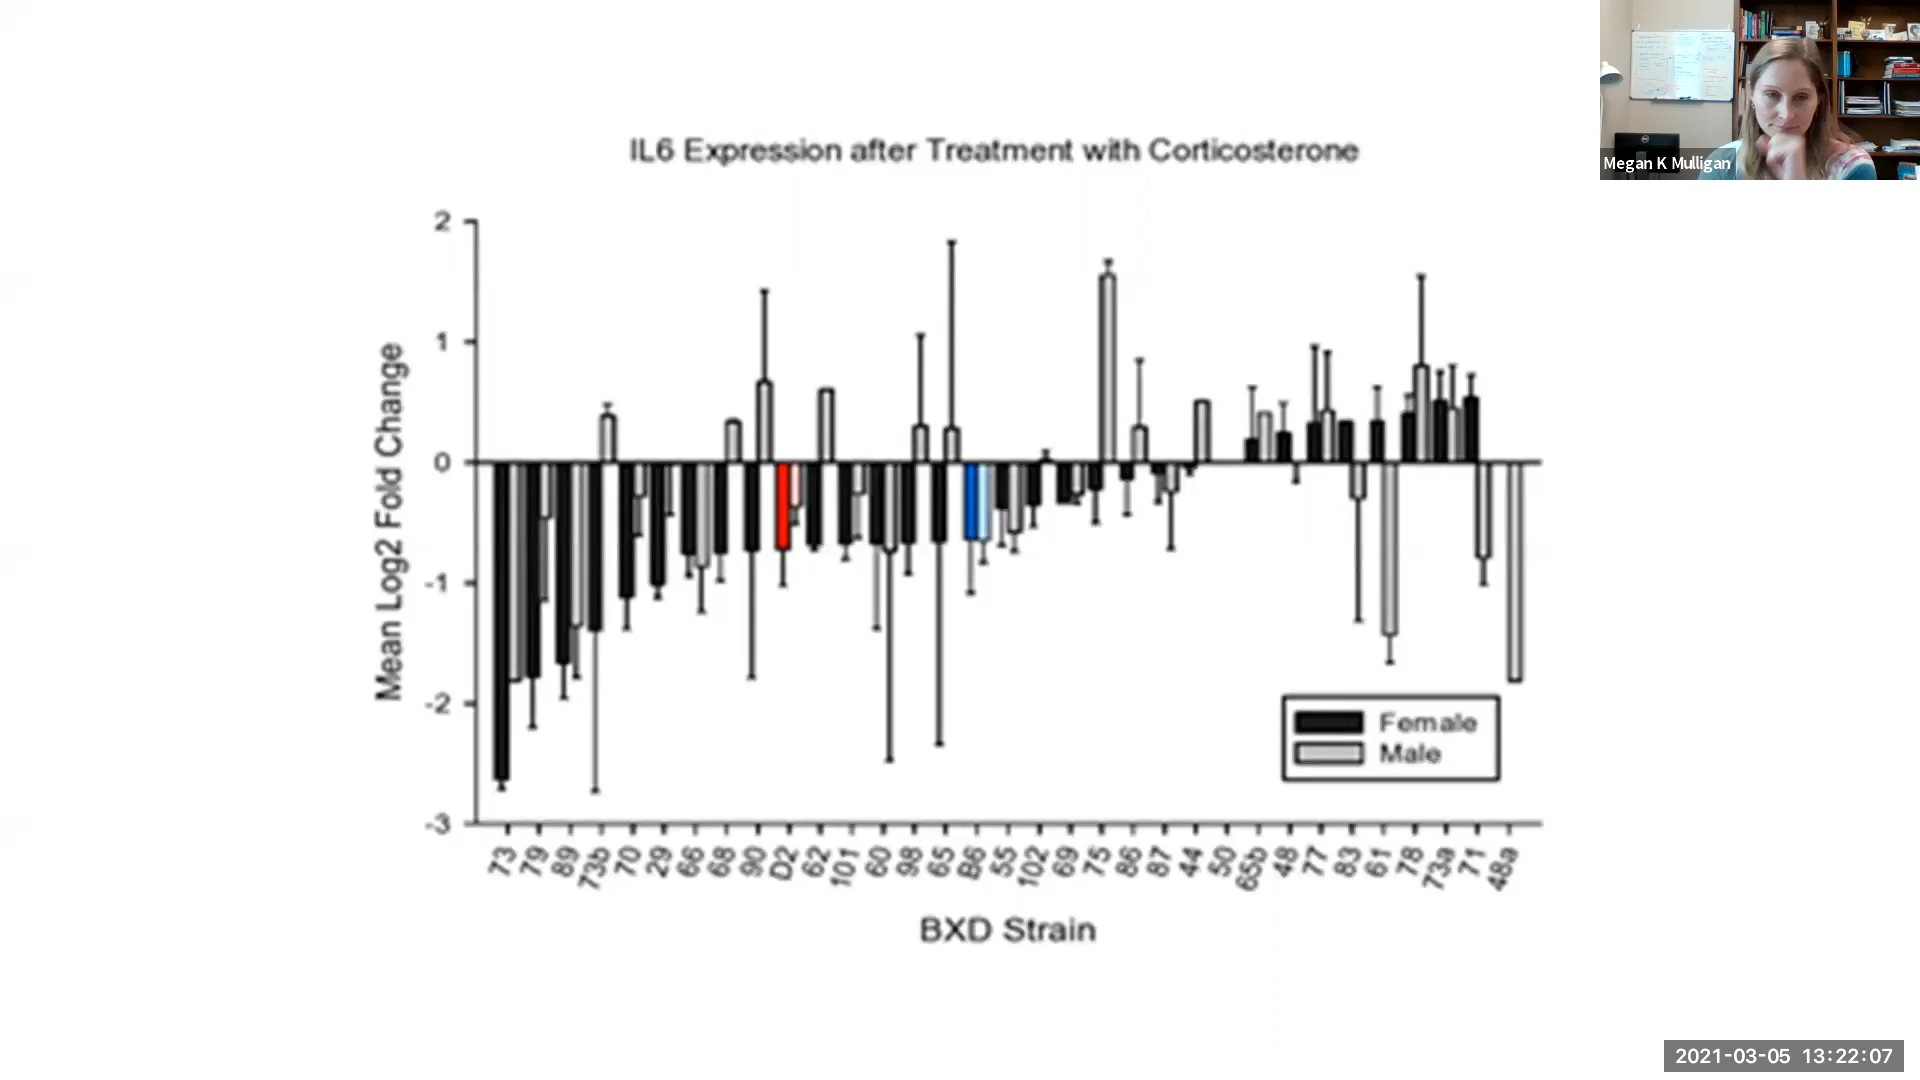 Megan K Mulligan
IL6 Expression after Treatment with Corticosterone
Mean Log2 Fold Change
2
1
0
-1
-2
-3
Female
Male
73 79 89 73b 70 29 66 68 90 D2 62 101 60 98 65 B6 55 102 69 75 86 87 44 50 65b 48 77 83 61 78 73a 71 48a
BXD Strain
2021-03-05 13:22:07